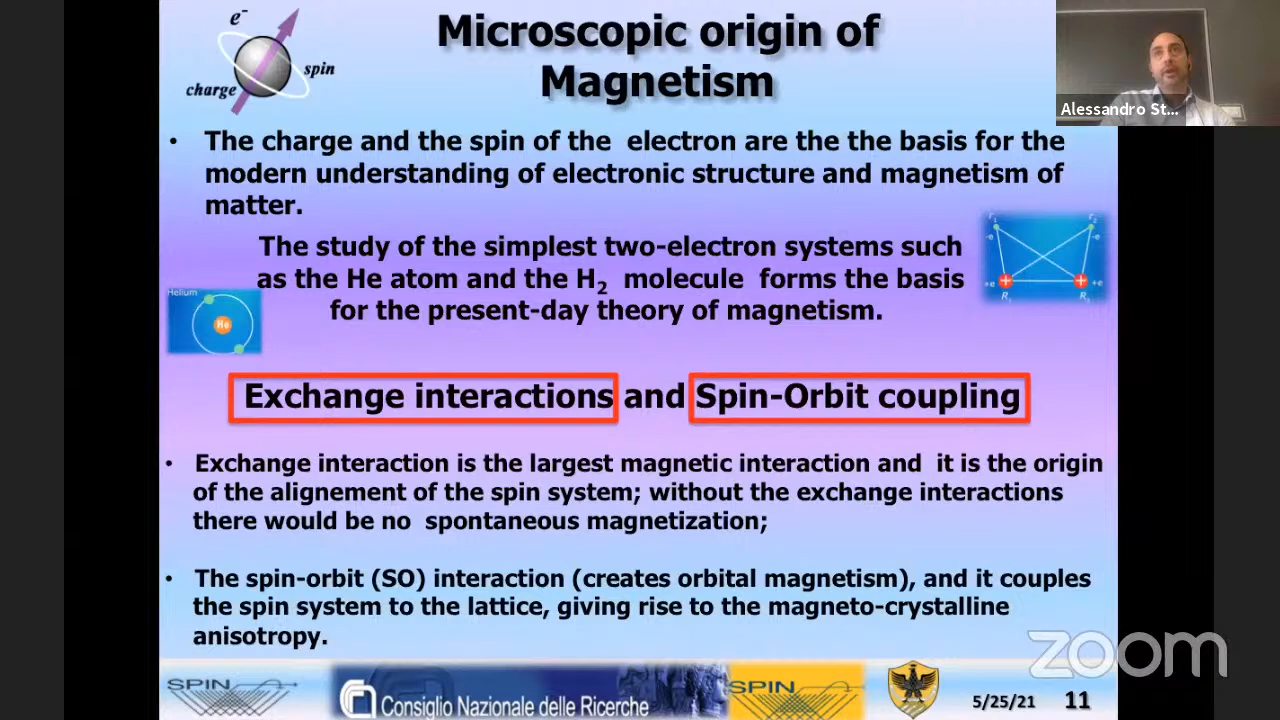 e-
spin
charge
Microscopic origin of
Magnetism
Alessandro St...
• The charge and the spin of the electron are the the basis for the
modern understanding of electronic structure and magnetism of
matter.
The study of the simplest two-electron systems such
as the He atom and the H2 molecule forms the basis
for the present-day theory of magnetism.
Helium
He
-e
-e
+e
+
+
+e
Exchange interactions and Spin-Orbit coupling
• Exchange interaction is the largest magnetic interaction and it is the origin
of the alignement of the spin system; without the exchange interactions
there would be no spontaneous magnetization;
• The spin-orbit (SO) interaction (creates orbital magnetism), and it couples
the spin system to the lattice, giving rise to the magneto-crystalline
anisotropy.
zoom
SPIN
Consiglio Nazionale delle Ricerche
SPIN
5/25/21 11